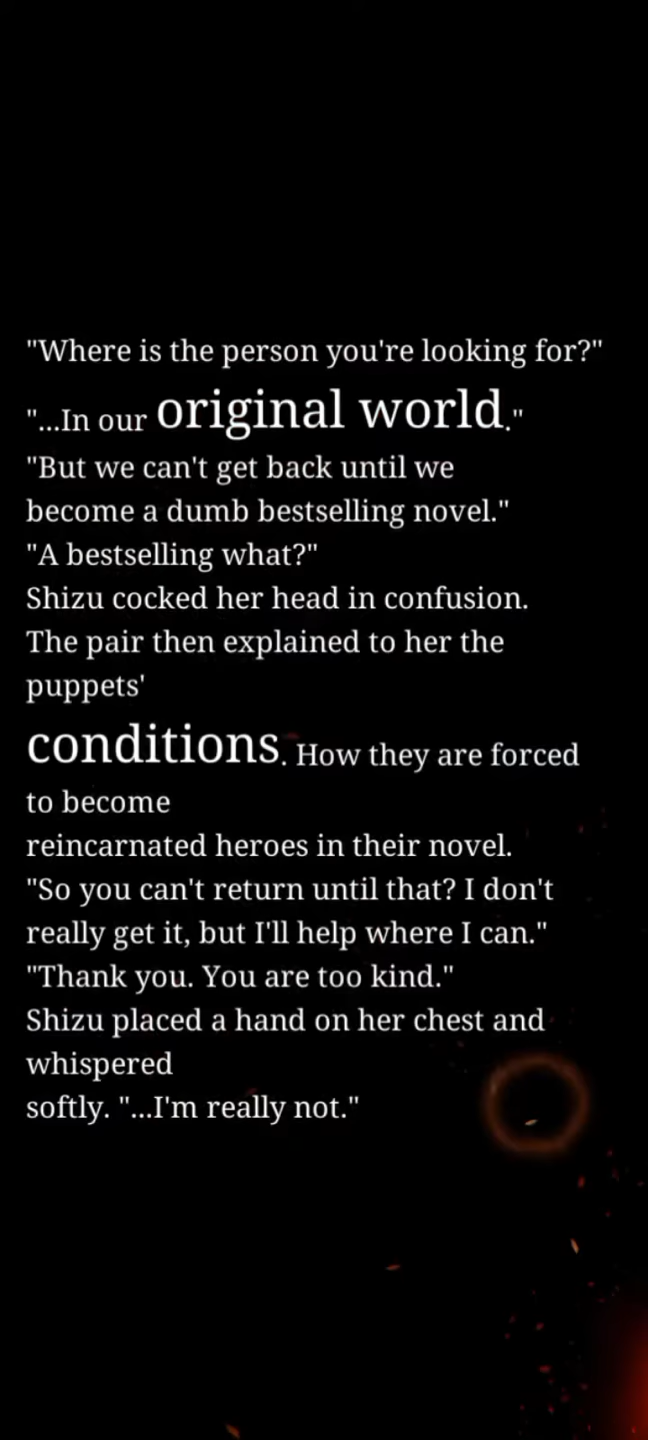 "Where is the person you're looking for?"
"...In our original world."
"But we can't get back until we
become a dumb bestselling novel."
"A bestselling what?"
Shizu cocked her head in confusion.
The pair then explained to her the
puppets'
conditions. How they are forced
to become
reincarnated heroes in their novel.
"So you can't return until that? I don't
really get it, but I'll help where I can."
"Thank you. You are too kind."
Shizu placed a hand on her chest and
whispered
softly. "...I'm really not."